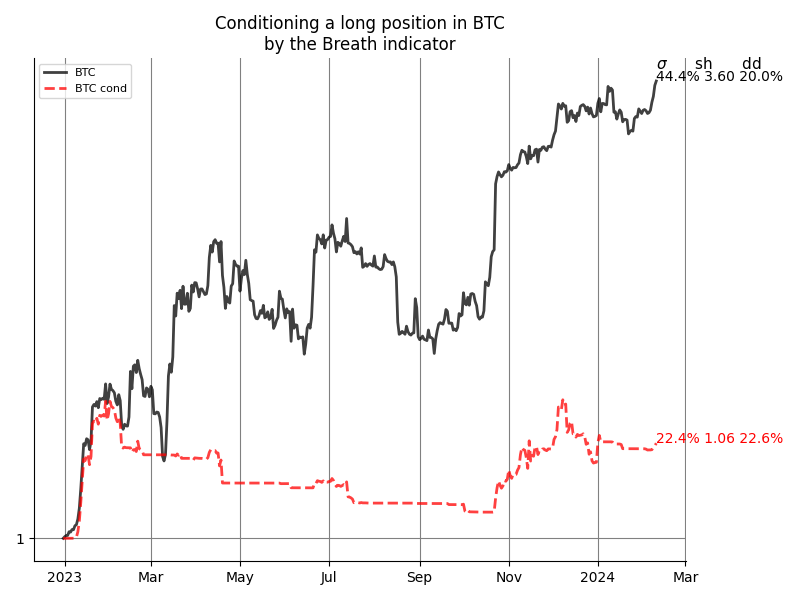 Conditioning a long position in BTC
by the Breath indicator
σ sh dd
44.4% 3.60 20.0%
BTC
BTC cond
22.4% 1.06 22.6%
1
2023 Mar May Jul Sep Nov 2024 Mar